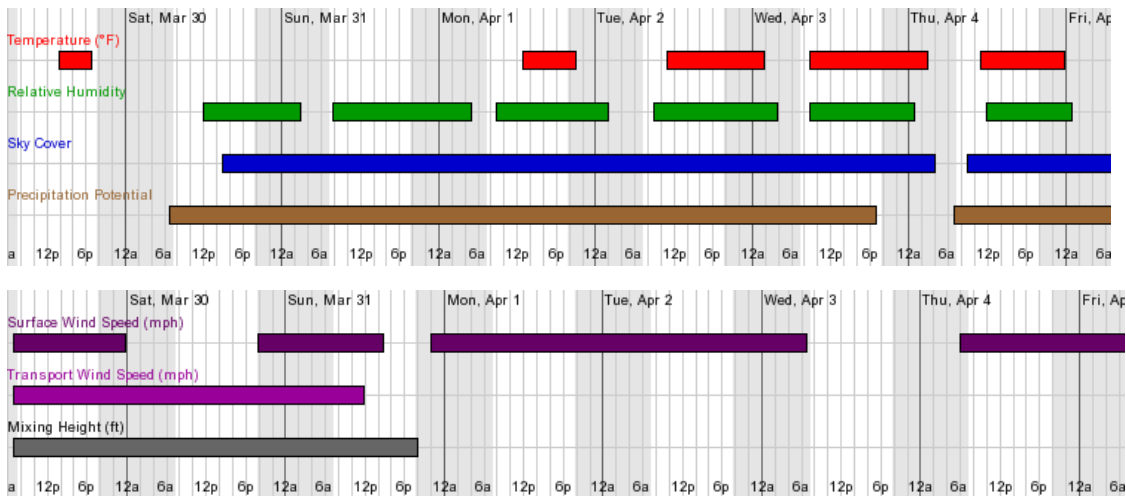 Sat, Mar 30 Sun, Mar 31 Mon, Apr 1 Tue, Apr 2 Wed, Apr 3 Thu, Apr 4 Fri, Ap
Temperature (°F)
Relative Humidity
Sky Cover
Precipitation Potential
a 12p 6p 12a 6a 12p 6p 12a 6a 12p 6p 12a 6a 12p 6p 12a 6a 12p 6p 12a 6a 12p 6p 12a 6a 12p 6p 12a 6a
Sat, Mar 30 Sun, Mar 31 Mon, Apr 1 Tue, Apr 2 Wed, Apr 3 Thu, Apr 4 Fri, Ap
Surface Wind Speed (mph)
Transport Wind Speed (mph)
Mixing Height (ft)
a 12p 6p 12a 6a 12p 6p 12a 6a 12p 6p 12a 6a 12p 6p 12a 6a 12p 6p 12a 6a 12p 6p 12a 6a 12p 6p 12a 6a